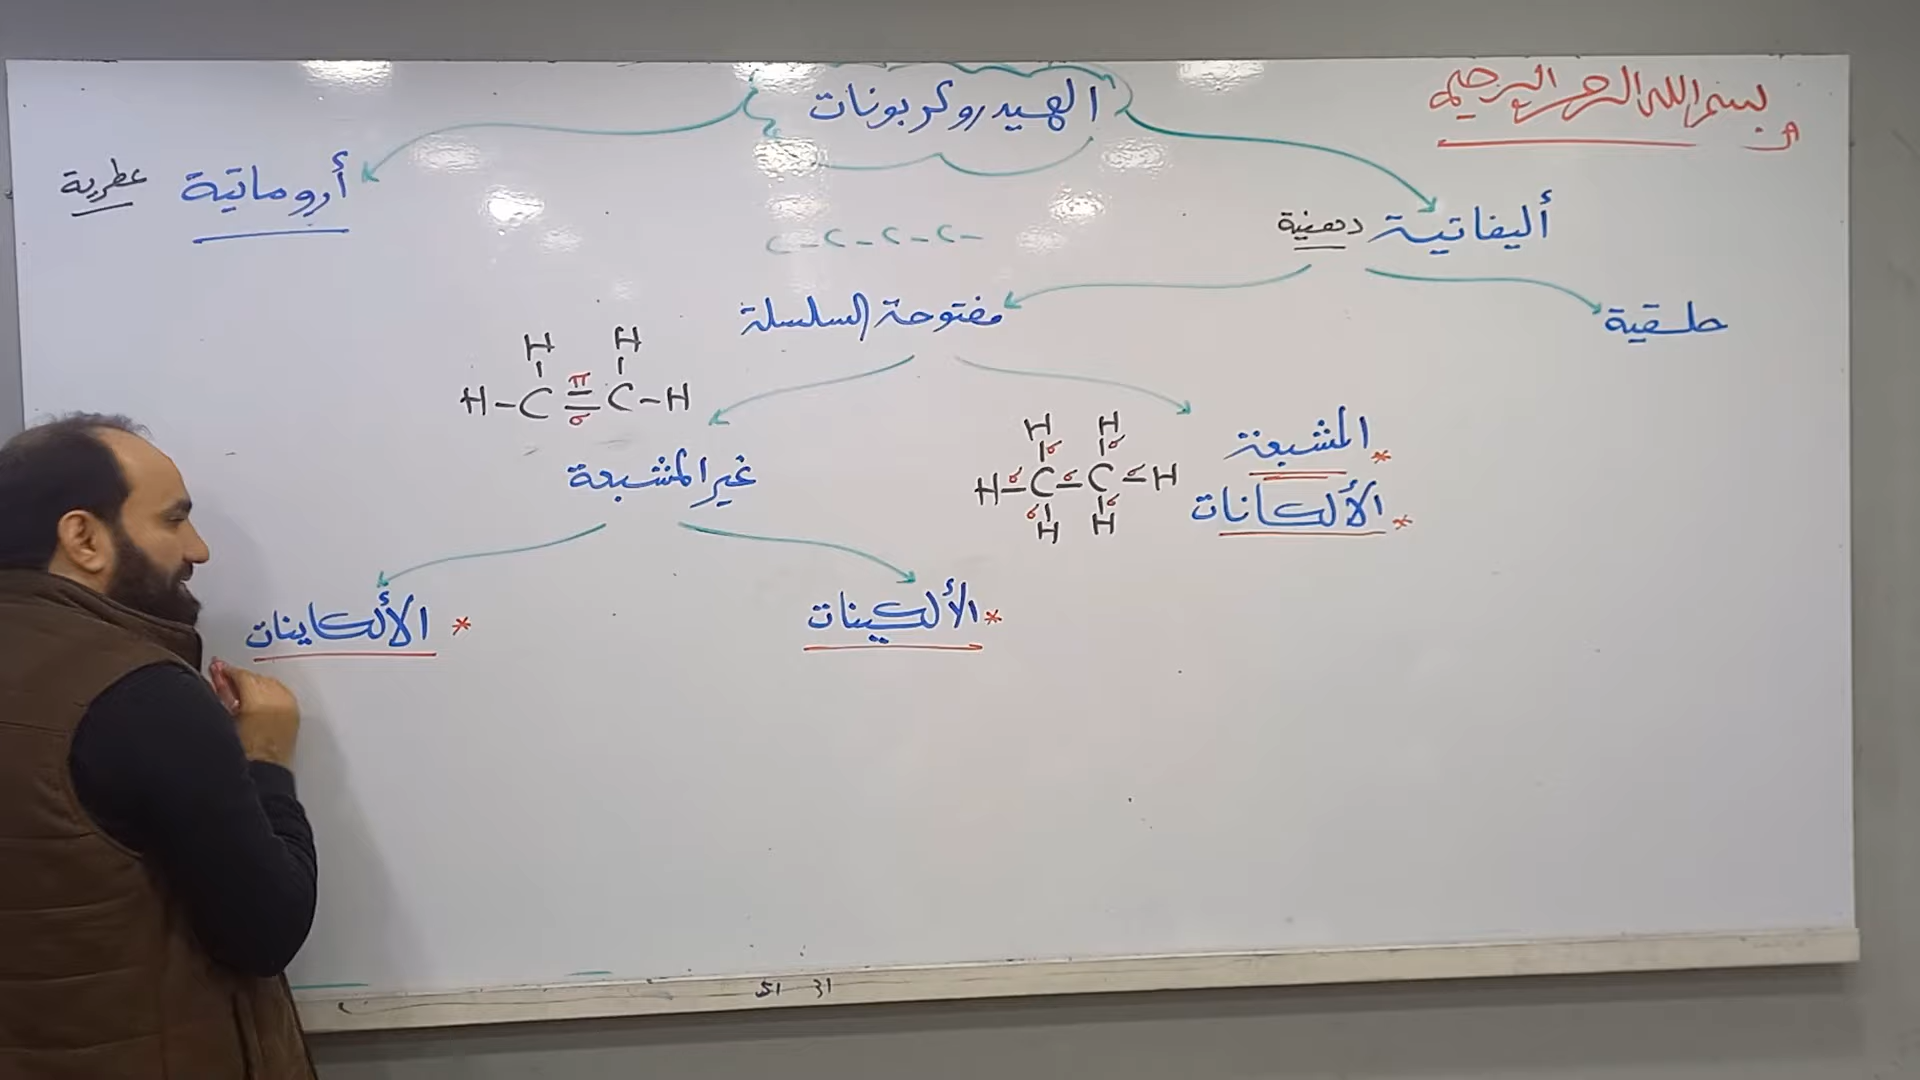 بسم الله الرحمن الرحيم
الهيدروكربونات
أليفاتية دهنية
أروماتية عطرية
C-C-C-C-
حلقية
مفتوحة السلسلة
H H
H-C=C-H
π
σ
المشبعة *
الألكانات *
H H
σ σ
H-C-C-H
σ σ σ
σ σ
H H
غير المشبعة
* الألكينات
* الألكاينات